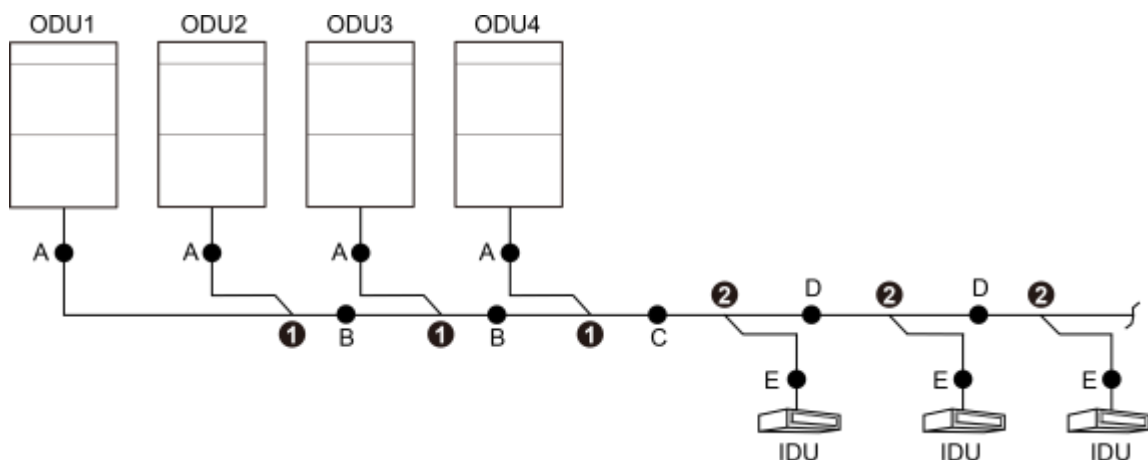 ODU1 ODU2 ODU3 ODU4
A A A A
2 D 2 D 2
1 B 1 B 1 C
E E E
IDU IDU IDU